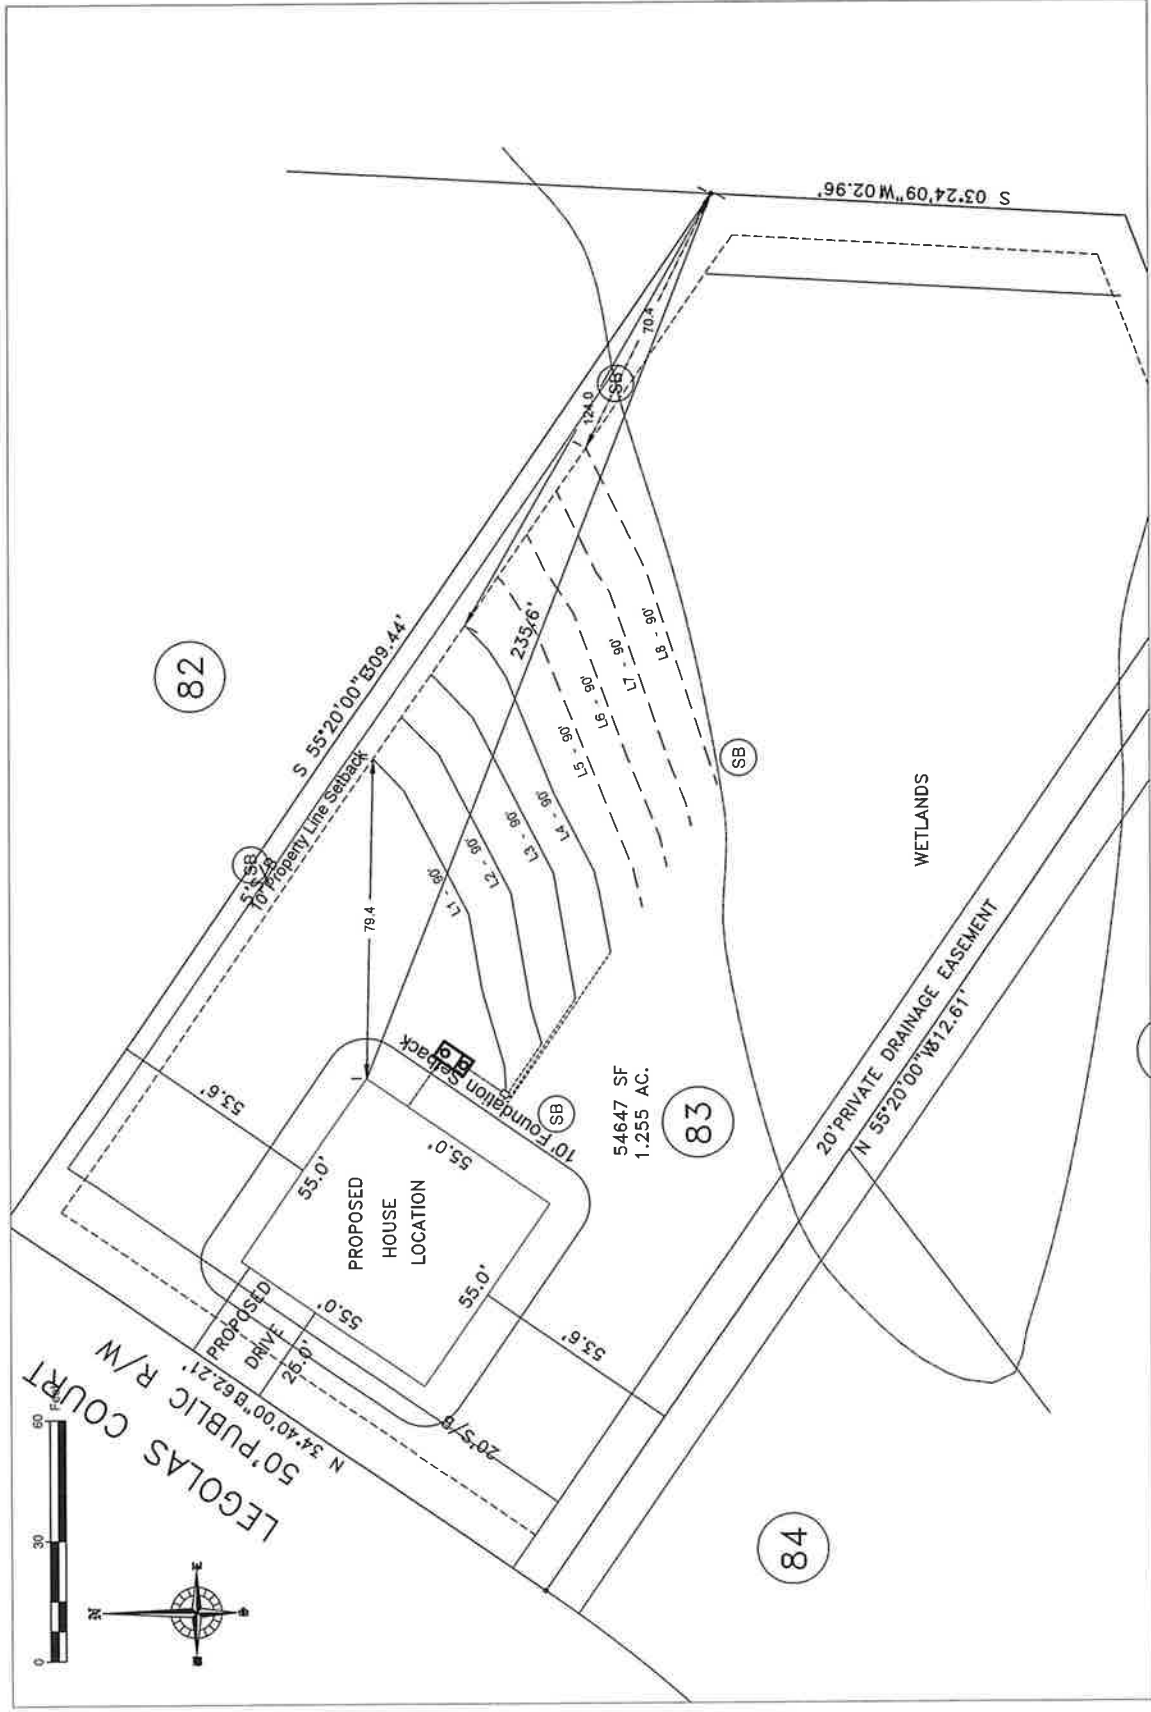 0
30
60
Feet
N
E
S
W
LEGOLAS COURT
50' PUBLIC R/W
N 34°40'00"E162.21'
PROPOSED
DRIVE
25.0'
20'S/B
53.6'
53.6'
55.0'
55.0'
55.0'
55.0'
PROPOSED
HOUSE
LOCATION
10' Foundation Setback
SB
5' S/B
10' Property Line Setback
S 55°20'00"E309.44'
82
79.4
235.6'
124.0
70.4
SB
L1 - 90'
L2 - 90'
L3 - 90'
L4 - 90'
L5 - 90'
L6 - 90'
L7 - 90'
L8 - 90'
SB
SB
54647 SF
1.255 AC.
83
WETLANDS
20'PRIVATE DRAINAGE EASEMENT
N 55°20'00"W312.61'
S 03°24'09"W
02.96'
84